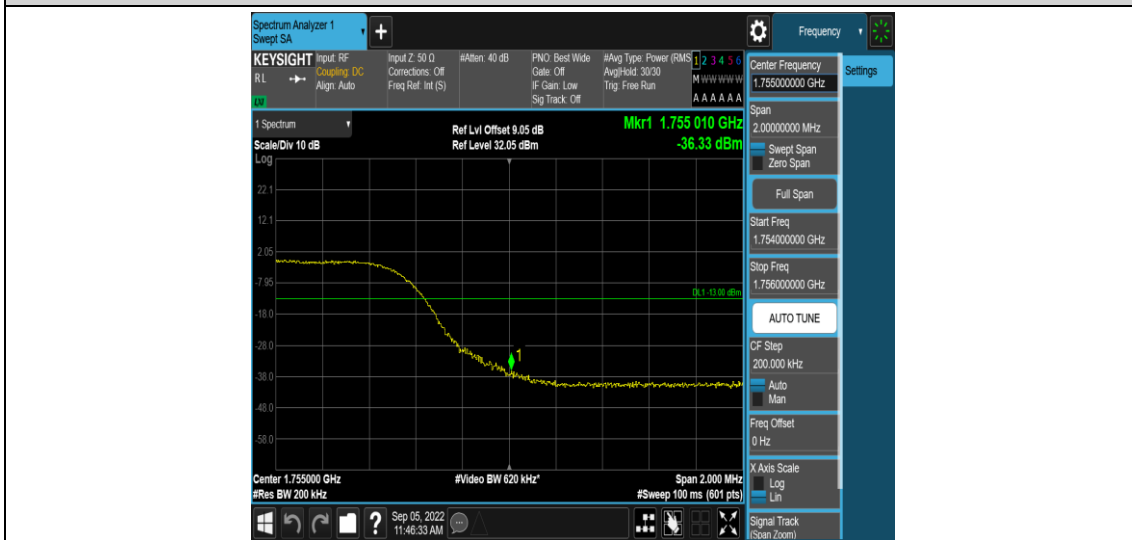 Spectrum Analyzer 1
Swept SA
+
Frequency
KEYSIGHT
RL
LXI
Input: RF
Coupling: DC
Align: Auto
Input Z: 50 Ω
Corrections: Off
Freq Ref: Int (S)
#Atten: 40 dB
PNO: Best Wide
Gate: Off
IF Gain: Low
Sig Track: Off
#Avg Type: Power (RMS
Avg|Hold: 30/30
Trig: Free Run
1 2 3 4 5 6
M W W W W W
A A A A A A
Center Frequency
1.755000000 GHz
Settings
1 Spectrum
Scale/Div 10 dB
Ref Lvl Offset 9.05 dB
Ref Level 32.05 dBm
Mkr1 1.755 010 GHz
-36.33 dBm
Log
22.1
12.1
2.05
-7.95
-18.0
-28.0
-38.0
-48.0
-58.0
DL1 -13.00 dBm
1
Center 1.755000 GHz
#Res BW 200 kHz
#Video BW 620 kHz*
Span 2.000 MHz
#Sweep 100 ms (601 pts)
Span
2.00000000 MHz
Swept Span
Zero Span
Full Span
Start Freq
1.754000000 GHz
Stop Freq
1.756000000 GHz
AUTO TUNE
CF Step
200.000 kHz
Auto
Man
Freq Offset
0 Hz
X Axis Scale
Log
Lin
Signal Track
(Span Zoom)
?
Sep 05, 2022
11:46:33 AM